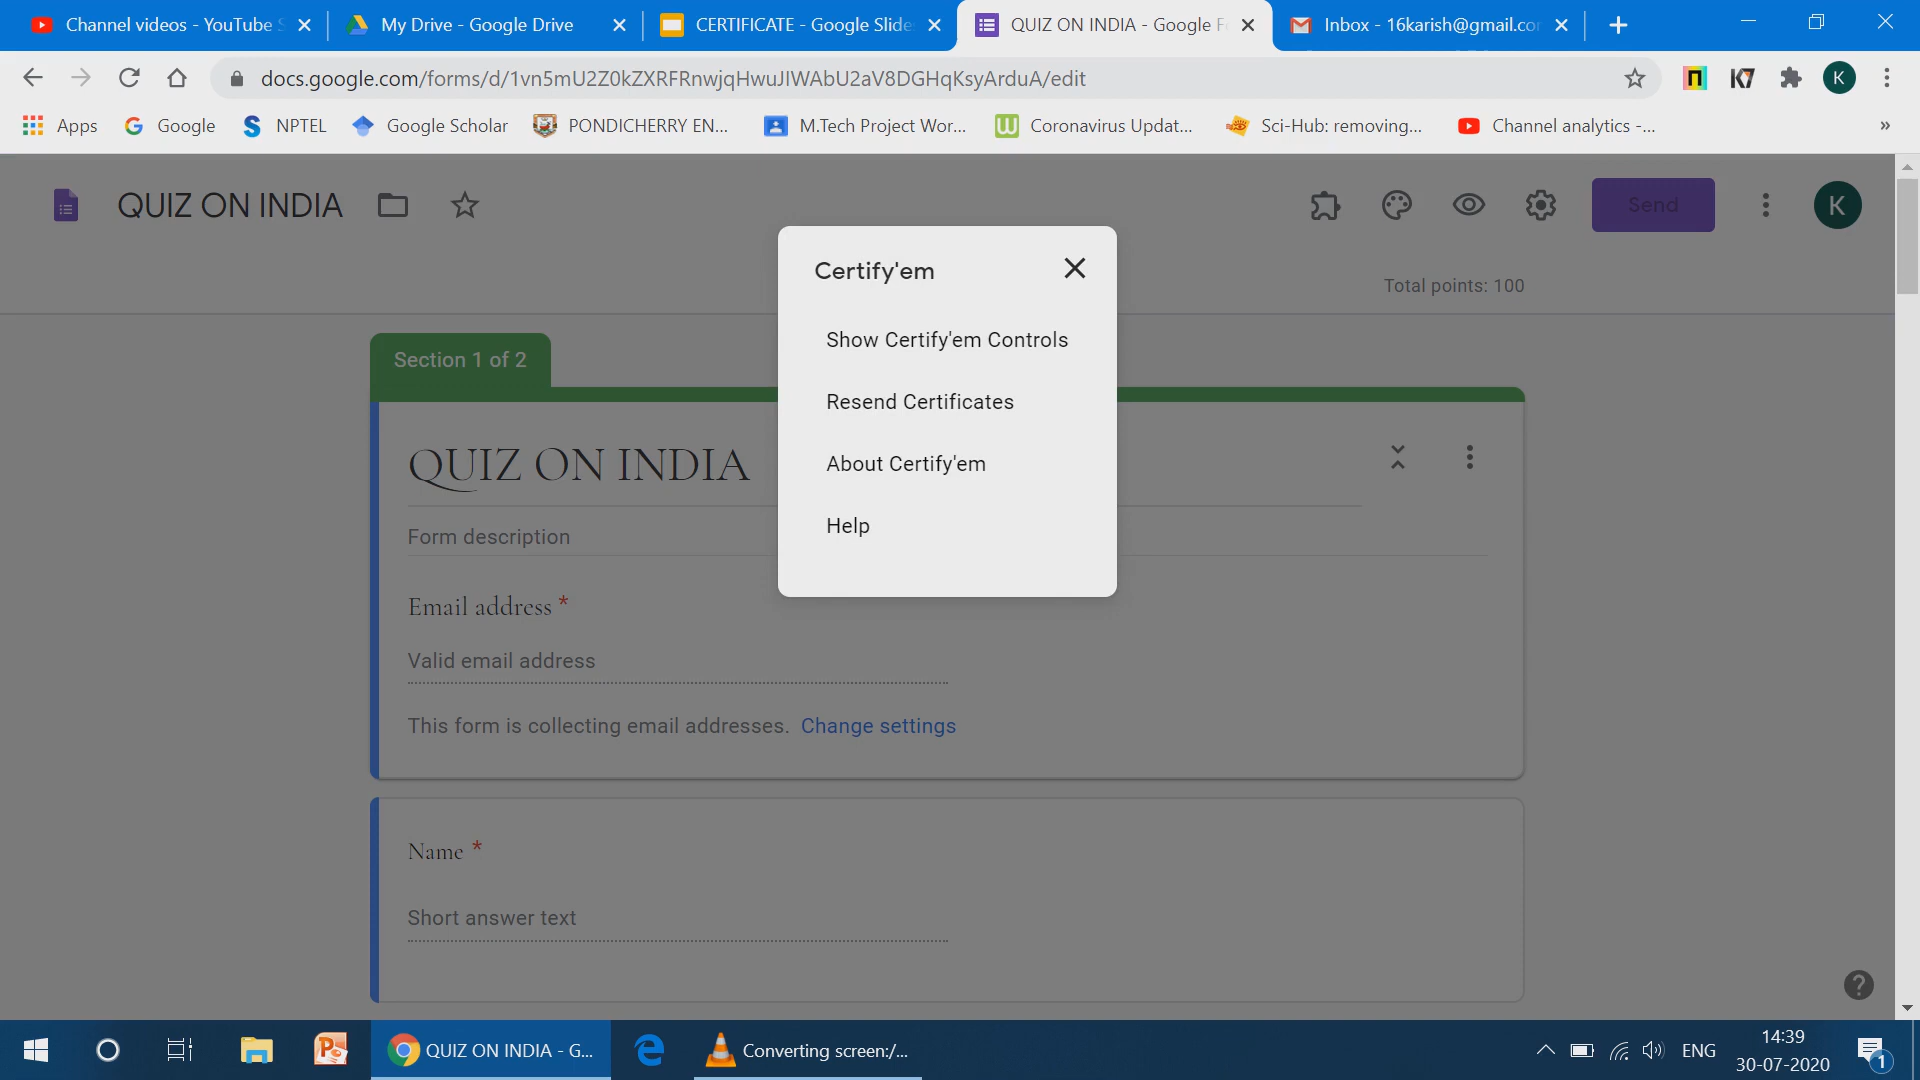 Channel videos - YouTube S
My Drive - Google Drive
CERTIFICATE - Google Slide
QUIZ ON INDIA - Google Fo
Inbox - 16karish@gmail.com
docs.google.com/forms/d/1vn5mU2Z0kZXRFRnwjqHwuJIWAbU2aV8DGHqKsyArduA/edit
K7
K
Apps
Google
NPTEL
Google Scholar
PONDICHERRY EN...
M.Tech Project Wor...
Coronavirus Updat...
Sci-Hub: removing...
Channel analytics -...
»
QUIZ ON INDIA
Send
K
Total points: 100
Certify'em
Show Certify'em Controls
Resend Certificates
About Certify'em
Help
Section 1 of 2
QUIZ ON INDIA
Form description
Email address *
Valid email address
This form is collecting email addresses. Change settings
Name *
Short answer text
QUIZ ON INDIA - G...
Converting screen:/...
ENG
14:39
30-07-2020
1